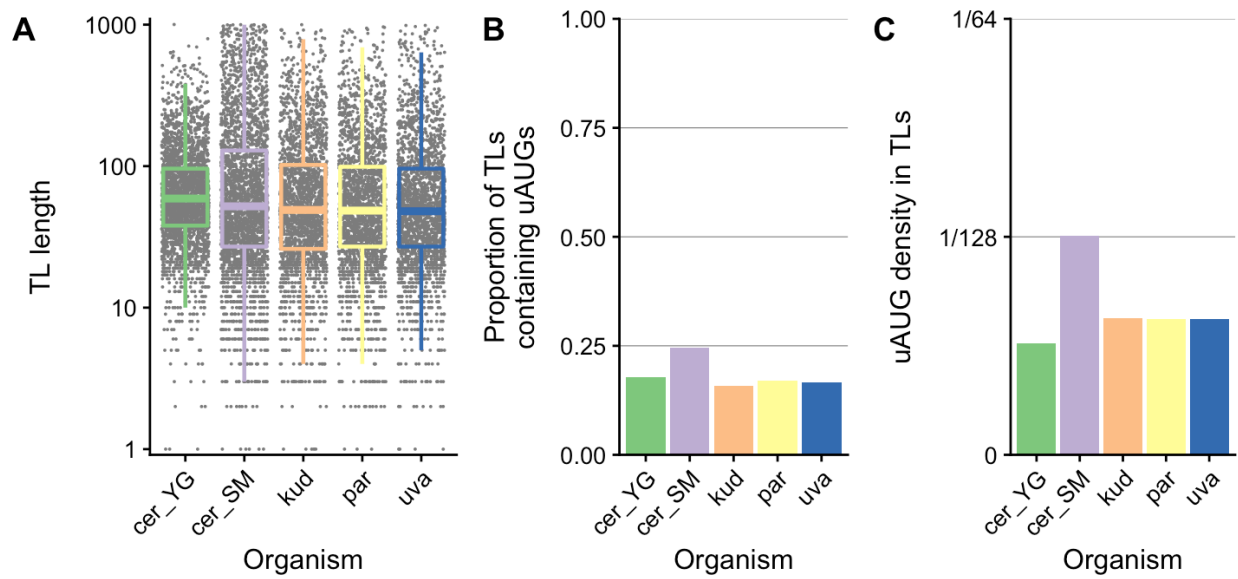 A
TL length
1000
100
10
1
cer_YG
cer_SM
kud
par
uva
Organism
B
Proportion of TLs
containing uAUGs
1.00
0.75
0.50
0.25
0.00
cer_YG
cer_SM
kud
par
uva
Organism
C
uAUG density in TLs
1/64
1/128
0
cer_YG
cer_SM
kud
par
uva
Organism